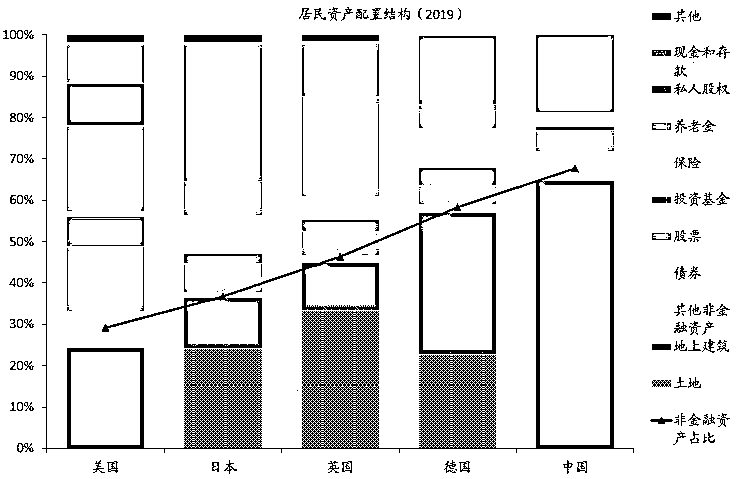 居民资产配置结构（2019）
100%
90%
80%
70%
60%
50%
40%
30%
20%
10%
0%
美国
日本
英国
德国
中国
其他
现金和存
款
私人股权
养老金
保险
投资基金
股票
债券
其他非金
融资产
地上建筑
土地
非金融资
产占比